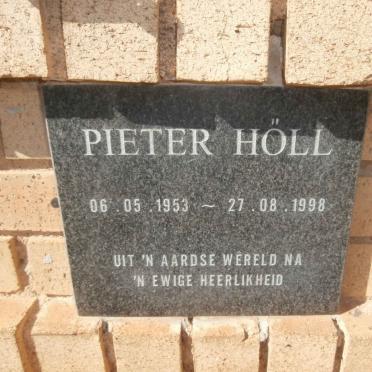 PIETER HÖLL
06.05.1953 ~ 27.08.1998
UIT 'N AARDSE WÊRELD NA
'N EWIGE HEERLIKHEID